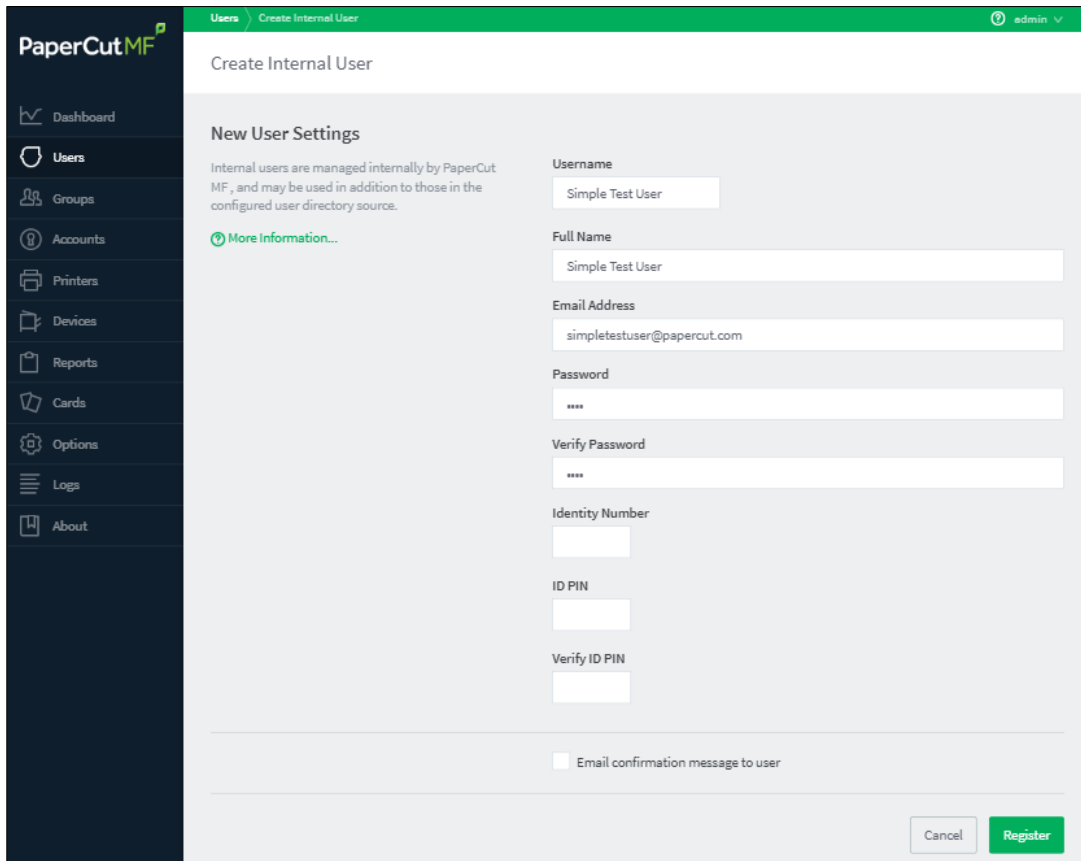 PaperCutMF
Users
Create Internal User
admin
Create Internal User
Dashboard
Users
Groups
Accounts
Printers
Devices
Reports
Cards
Options
Logs
About
New User Settings
Internal users are managed internally by PaperCut
MF , and may be used in addition to those in the
configured user directory source.
? More Information...
Username
Simple Test User
Full Name
Simple Test User
Email Address
simpletestuser@papercut.com
Password
••••
Verify Password
••••
Identity Number
ID PIN
Verify ID PIN
Email confirmation message to user
Cancel
Register